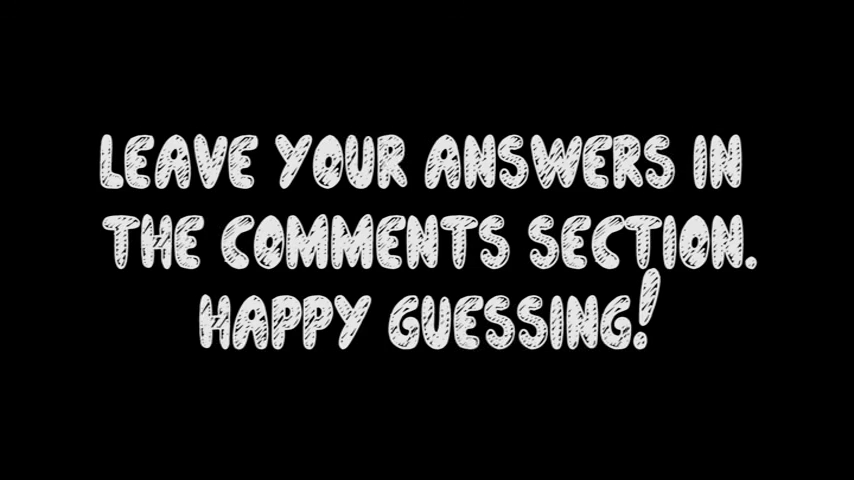 LEAVE YOUR ANSWERS IN
THE COMMENTS SECTION.
HAPPY GUESSING!